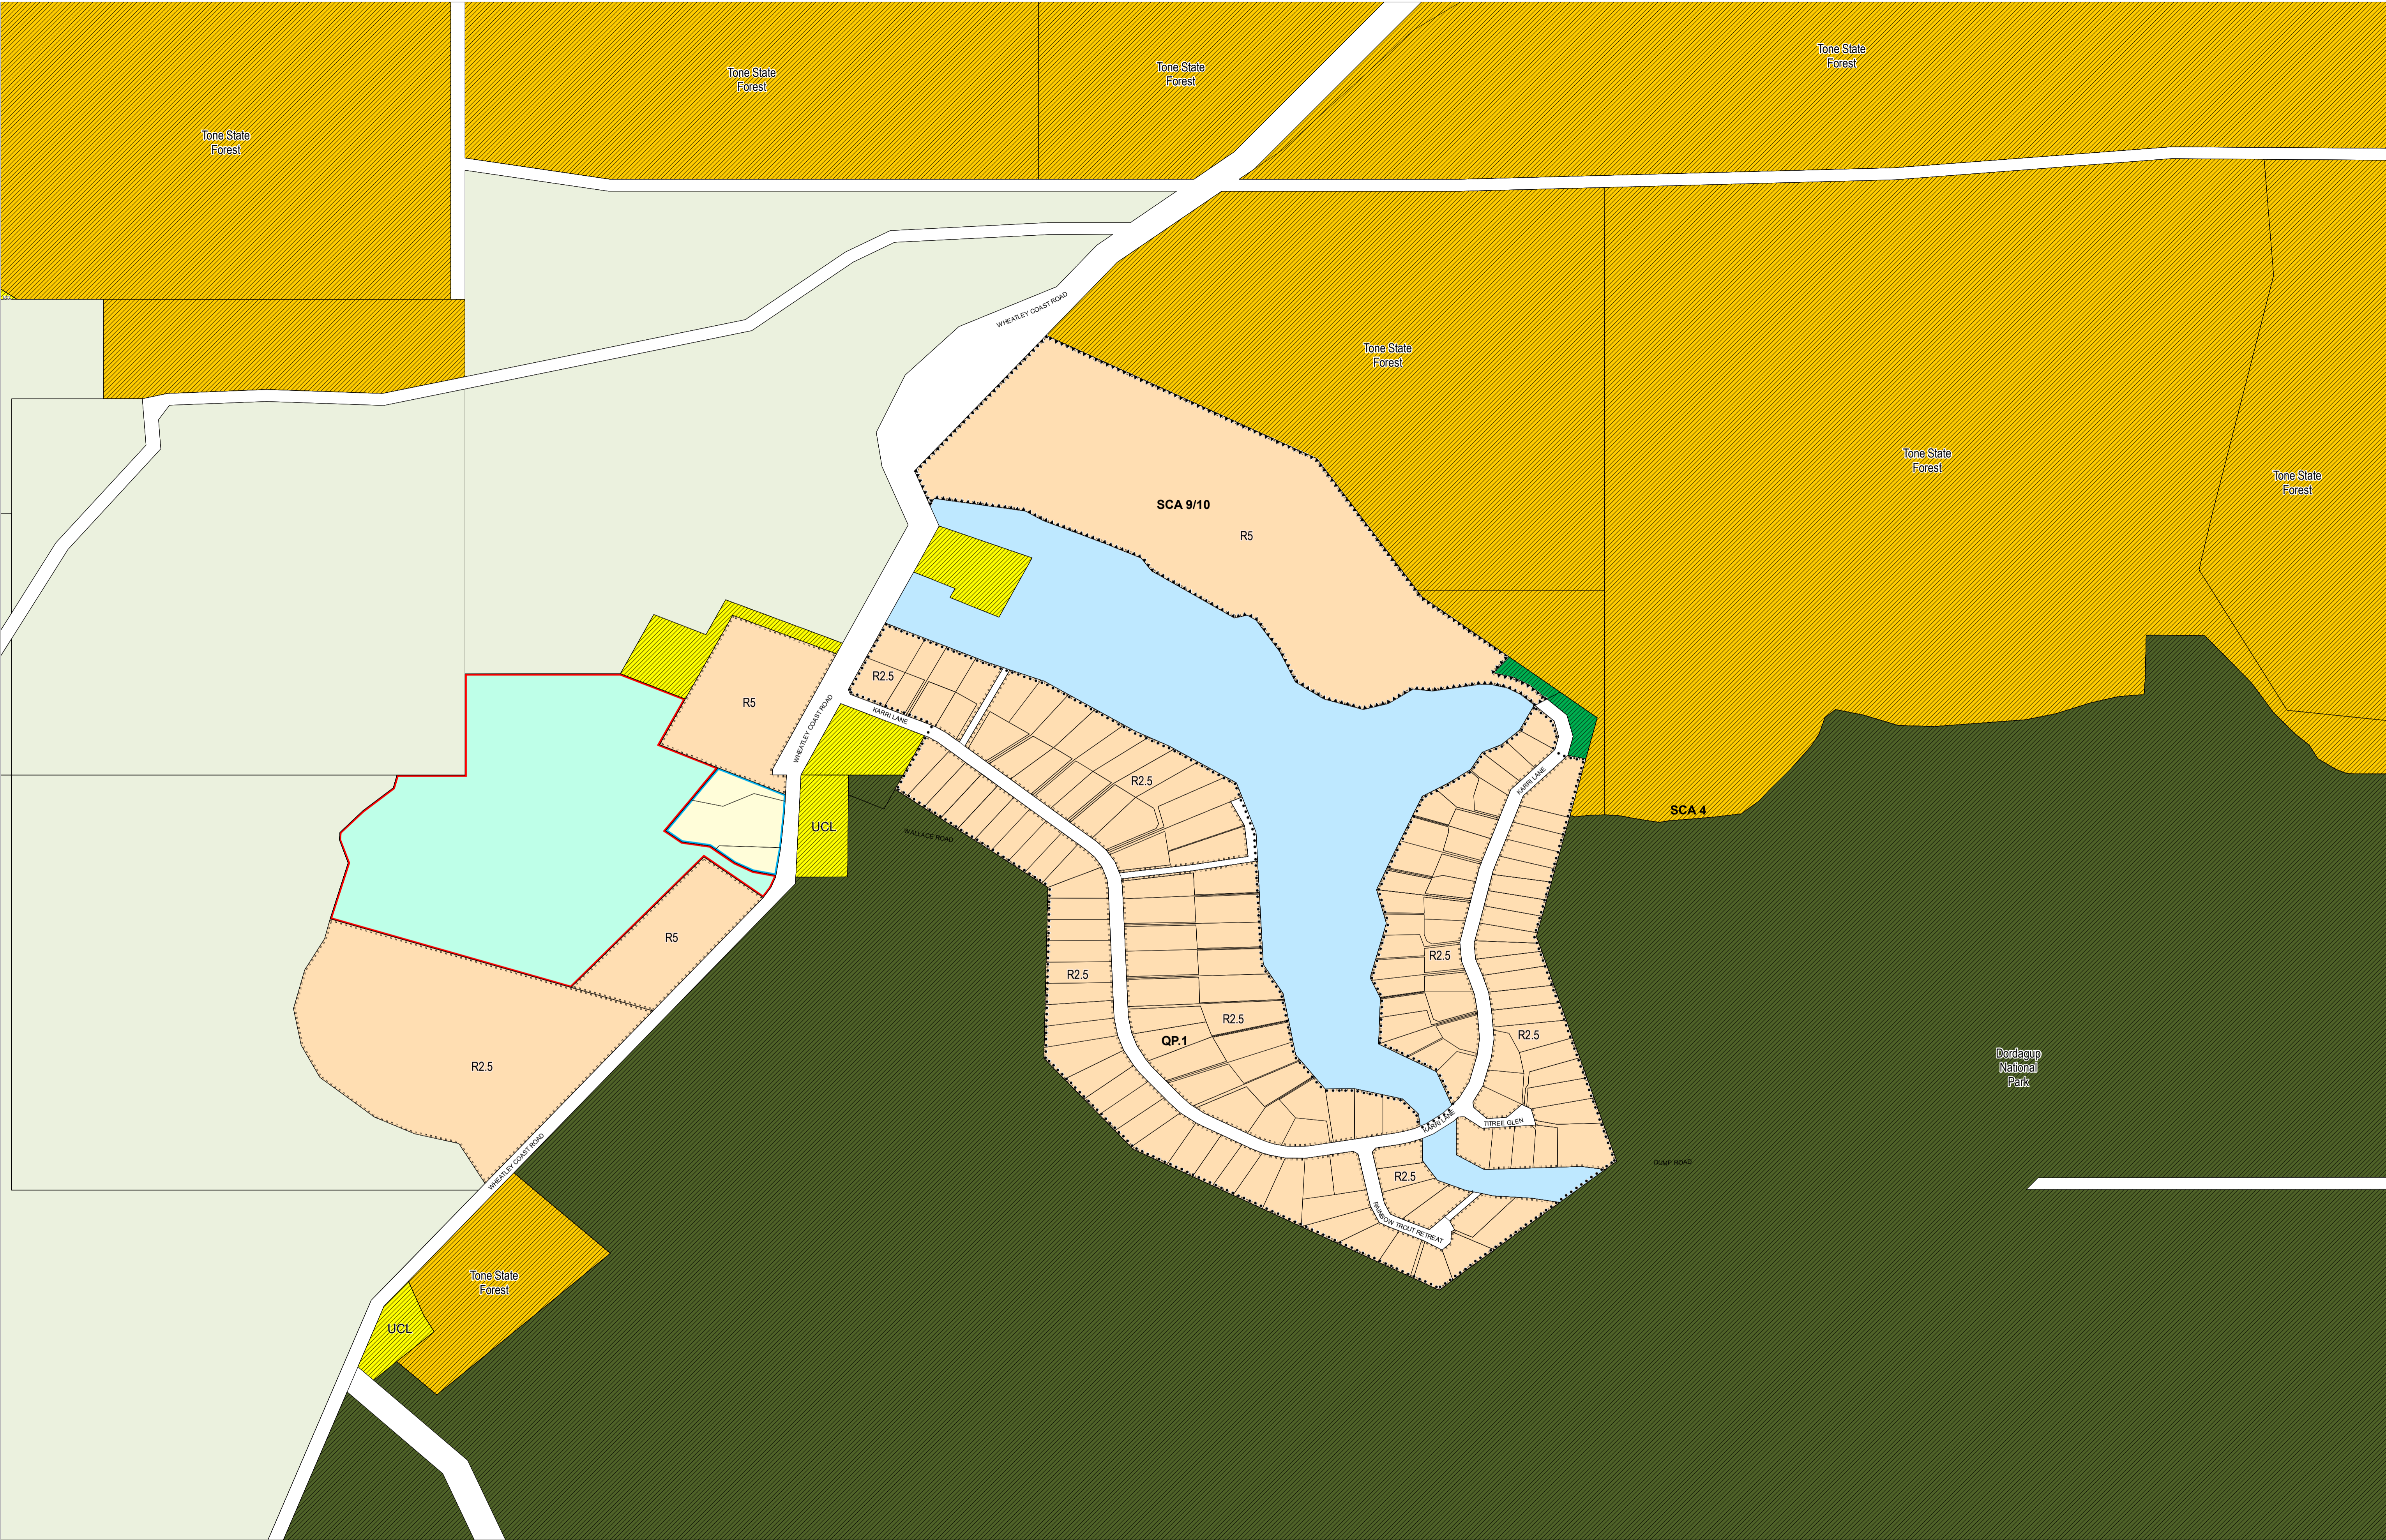 Tone State
Forest
Tone State
Forest
Tone State
Forest
Tone State
Forest
WHEATLEY COAST ROAD
Tone State
Forest
Tone State
Forest
Tone State
Forest
SCA 9/10
R5
R2.5
R5
KARRI LANE
WHEATLEY COAST ROAD
R2.5
KARRI LANE
SCA 4
UCL
WALLACE ROAD
R5
R2.5
R2.5
R2.5
R2.5
QP.1
R2.5
Dordagup
National
Park
KARRI LANE
TITREE GLEN
WHEATLEY COAST ROAD
DUMP ROAD
R2.5
RAINBOW TROUT RETREAT
Tone State
Forest
UCL